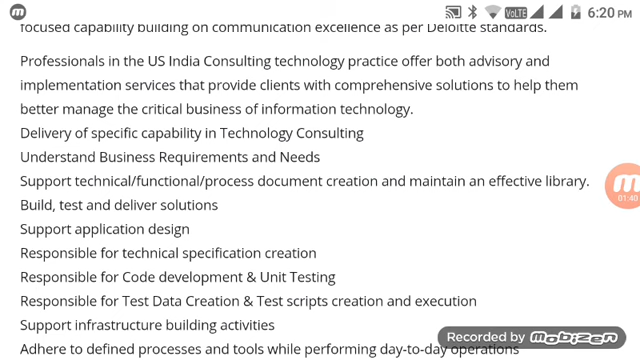 VoLTE
6:20 PM
focused capability building on communication excellence as per Deloitte standards.
Professionals in the US India Consulting technology practice offer both advisory and
implementation services that provide clients with comprehensive solutions to help them
better manage the critical business of information technology.
Delivery of specific capability in Technology Consulting
Understand Business Requirements and Needs
Support technical/functional/process document creation and maintain an effective library.
01:40
Build, test and deliver solutions
Support application design
Responsible for technical specification creation
Responsible for Code development & Unit Testing
Responsible for Test Data Creation & Test scripts creation and execution
Support infrastructure building activities
Recorded by mobizen
Adhere to defined processes and tools while performing day-to-day operations